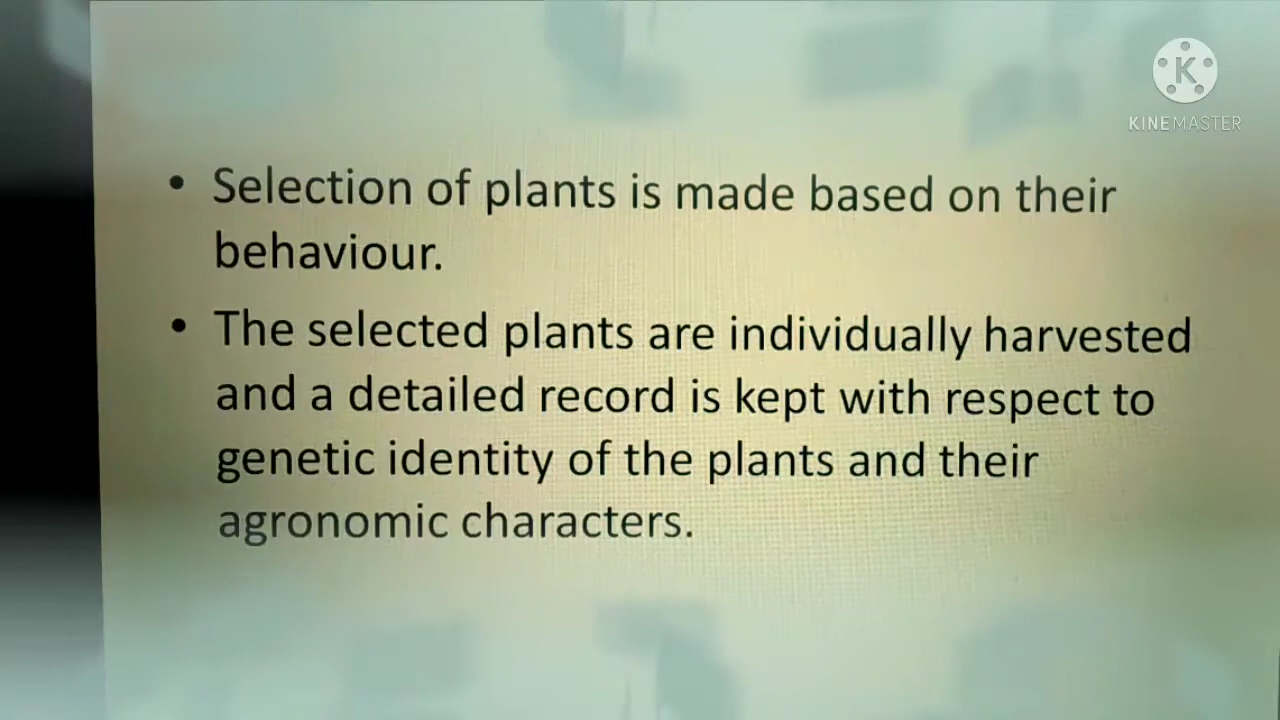 KINEMASTER
• Selection of plants is made based on their
behaviour.
• The selected plants are individually harvested
and a detailed record is kept with respect to
genetic identity of the plants and their
agronomic characters.